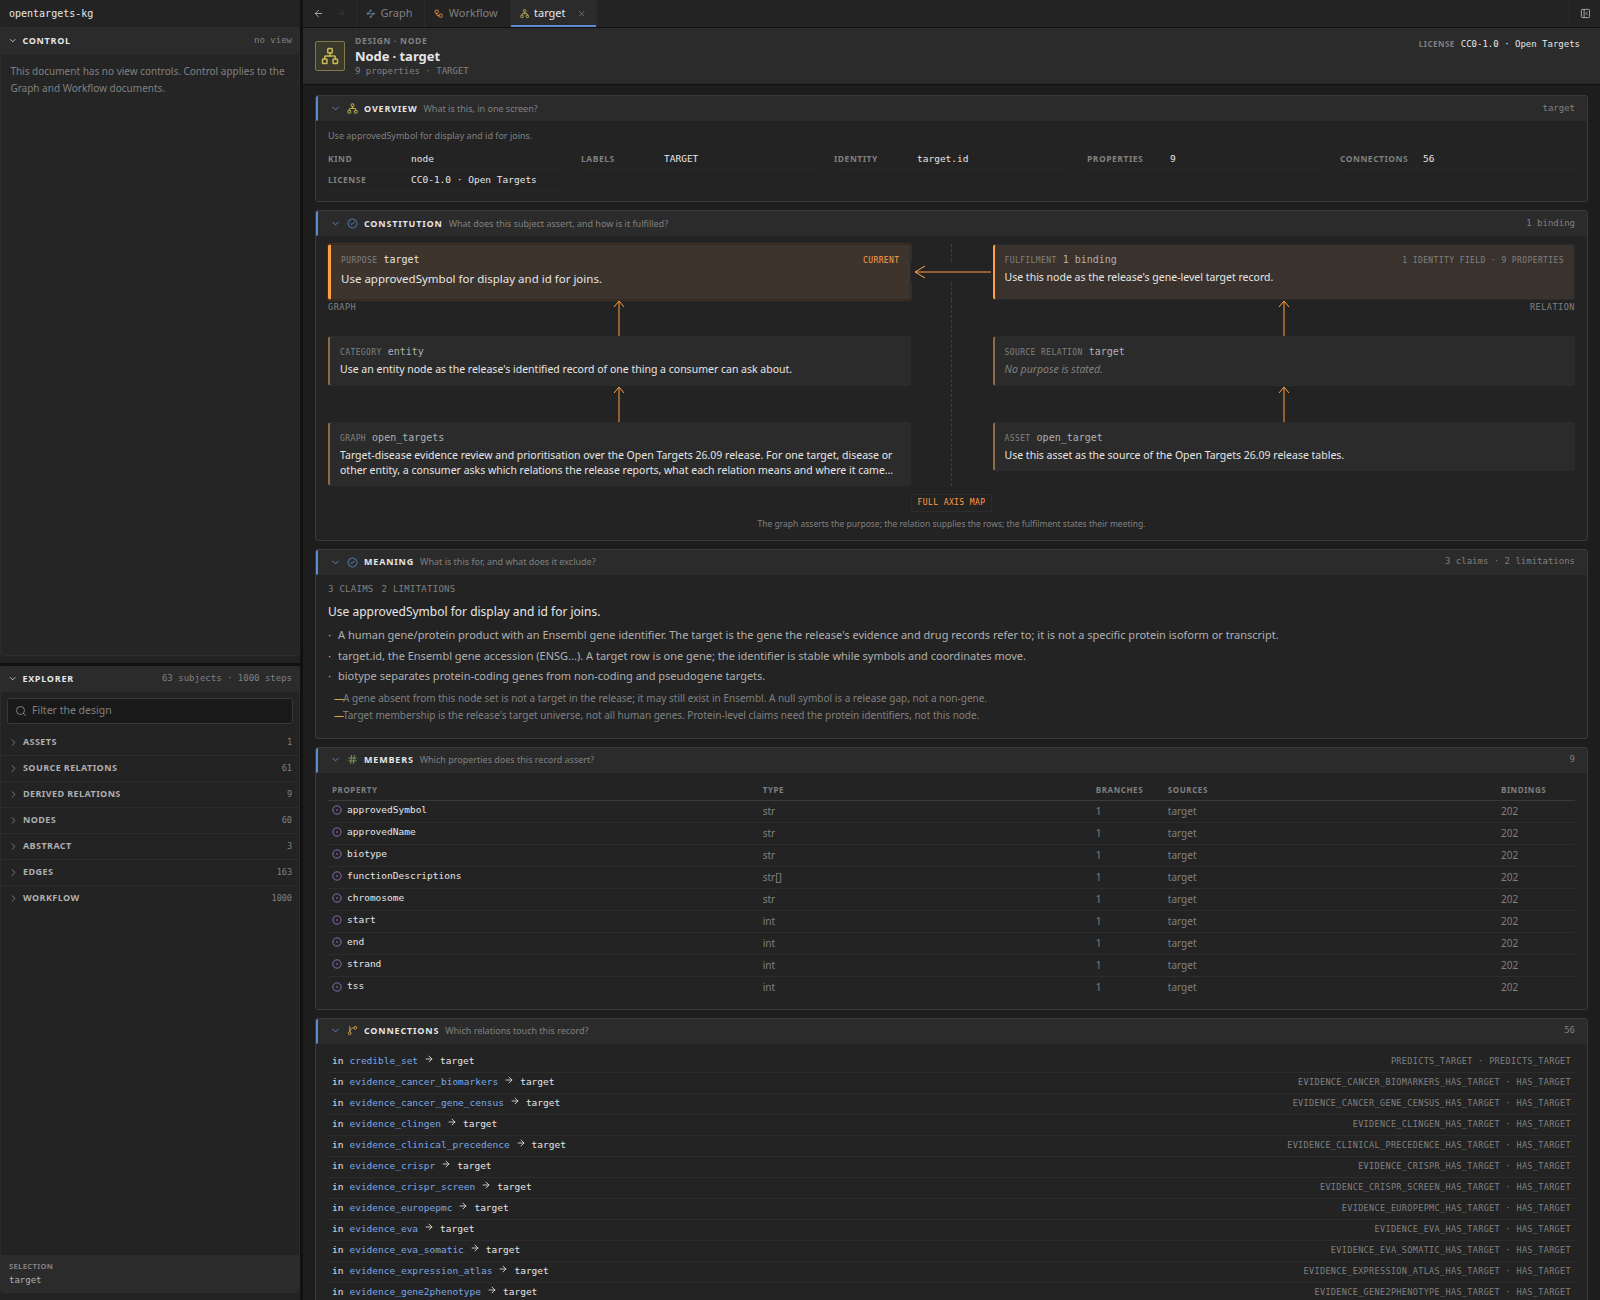 opentargets-kg
CONTROL no view
This document has no view controls. Control applies to the
Graph and Workflow documents.
EXPLORER 63 subjects · 1000 steps
Filter the design
ASSETS 1
SOURCE RELATIONS 61
DERIVED RELATIONS 9
NODES 60
ABSTRACT 3
EDGES 163
WORKFLOW 1000
SELECTION
target
Graph Workflow target
DESIGN · NODE
Node · target
9 properties · TARGET
LICENSE CC0-1.0 · Open Targets
OVERVIEW What is this, in one screen? target
Use approvedSymbol for display and id for joins.
KIND node LABELS TARGET IDENTITY target.id PROPERTIES 9 CONNECTIONS 56
LICENSE CC0-1.0 · Open Targets
CONSTITUTION What does this subject assert, and how is it fulfilled? 1 binding
PURPOSE target CURRENT
Use approvedSymbol for display and id for joins.
FULFILMENT 1 binding 1 IDENTITY FIELD · 9 PROPERTIES
Use this node as the release's gene-level target record.
GRAPH RELATION
CATEGORY entity
Use an entity node as the release's identified record of one thing a consumer can ask about.
SOURCE RELATION target
No purpose is stated.
GRAPH open_targets
Target-disease evidence review and prioritisation over the Open Targets 26.09 release. For one target, disease or
other entity, a consumer asks which relations the release reports, what each relation means and where it came...
ASSET open_target
Use this asset as the source of the Open Targets 26.09 release tables.
FULL AXIS MAP
The graph asserts the purpose; the relation supplies the rows; the fulfilment states their meeting.
MEANING What is this for, and what does it exclude? 3 claims · 2 limitations
3 CLAIMS 2 LIMITATIONS
Use approvedSymbol for display and id for joins.
· A human gene/protein product with an Ensembl gene identifier. The target is the gene the release's evidence and drug records refer to; it is not a specific protein isoform or transcript.
· target.id, the Ensembl gene accession (ENSG...). A target row is one gene; the identifier is stable while symbols and coordinates move.
· biotype separates protein-coding genes from non-coding and pseudogene targets.
—A gene absent from this node set is not a target in the release; it may still exist in Ensembl. A null symbol is a release gap, not a non-gene.
—Target membership is the release's target universe, not all human genes. Protein-level claims need the protein identifiers, not this node.
MEMBERS Which properties does this record assert? 9
PROPERTY TYPE BRANCHES SOURCES BINDINGS
approvedSymbol str 1 target 202
approvedName str 1 target 202
biotype str 1 target 202
functionDescriptions str[] 1 target 202
chromosome str 1 target 202
start int 1 target 202
end int 1 target 202
strand int 1 target 202
tss int 1 target 202
CONNECTIONS Which relations touch this record? 56
in credible_set → target PREDICTS_TARGET · PREDICTS_TARGET
in evidence_cancer_biomarkers → target EVIDENCE_CANCER_BIOMARKERS_HAS_TARGET · HAS_TARGET
in evidence_cancer_gene_census → target EVIDENCE_CANCER_GENE_CENSUS_HAS_TARGET · HAS_TARGET
in evidence_clingen → target EVIDENCE_CLINGEN_HAS_TARGET · HAS_TARGET
in evidence_clinical_precedence → target EVIDENCE_CLINICAL_PRECEDENCE_HAS_TARGET · HAS_TARGET
in evidence_crispr → target EVIDENCE_CRISPR_HAS_TARGET · HAS_TARGET
in evidence_crispr_screen → target EVIDENCE_CRISPR_SCREEN_HAS_TARGET · HAS_TARGET
in evidence_europepmc → target EVIDENCE_EUROPEPMC_HAS_TARGET · HAS_TARGET
in evidence_eva → target EVIDENCE_EVA_HAS_TARGET · HAS_TARGET
in evidence_eva_somatic → target EVIDENCE_EVA_SOMATIC_HAS_TARGET · HAS_TARGET
in evidence_expression_atlas → target EVIDENCE_EXPRESSION_ATLAS_HAS_TARGET · HAS_TARGET
in evidence_gene2phenotype → target EVIDENCE_GENE2PHENOTYPE_HAS_TARGET · HAS_TARGET